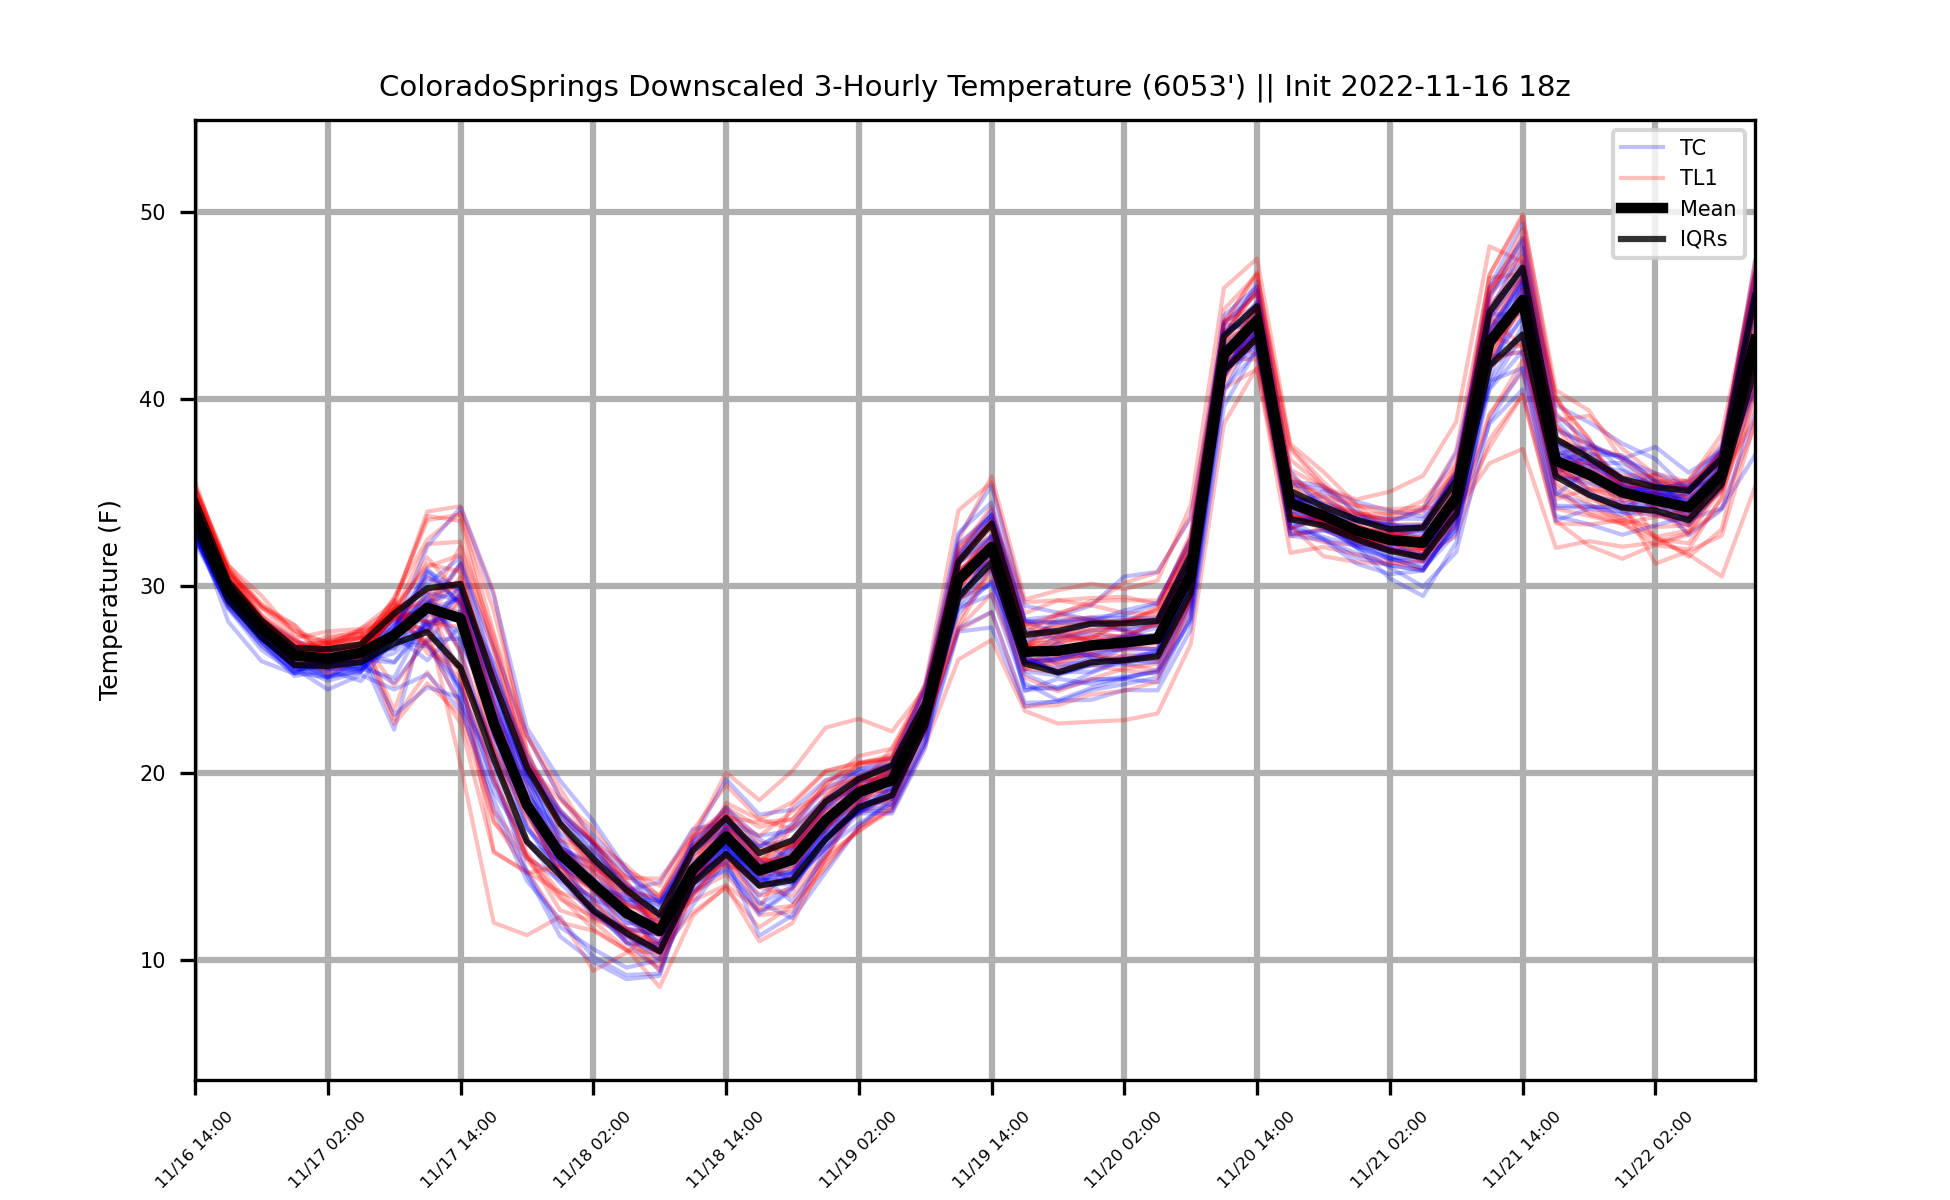 ColoradoSprings Downscaled 3-Hourly Temperature (6053') || Init 2022-11-16 18z
TC
TL1
Mean
IQRs
Temperature (F)
50
40
30
20
10
11/16 14:00
11/17 02:00
11/17 14:00
11/18 02:00
11/18 14:00
11/19 02:00
11/19 14:00
11/20 02:00
11/20 14:00
11/21 02:00
11/21 14:00
11/22 02:00